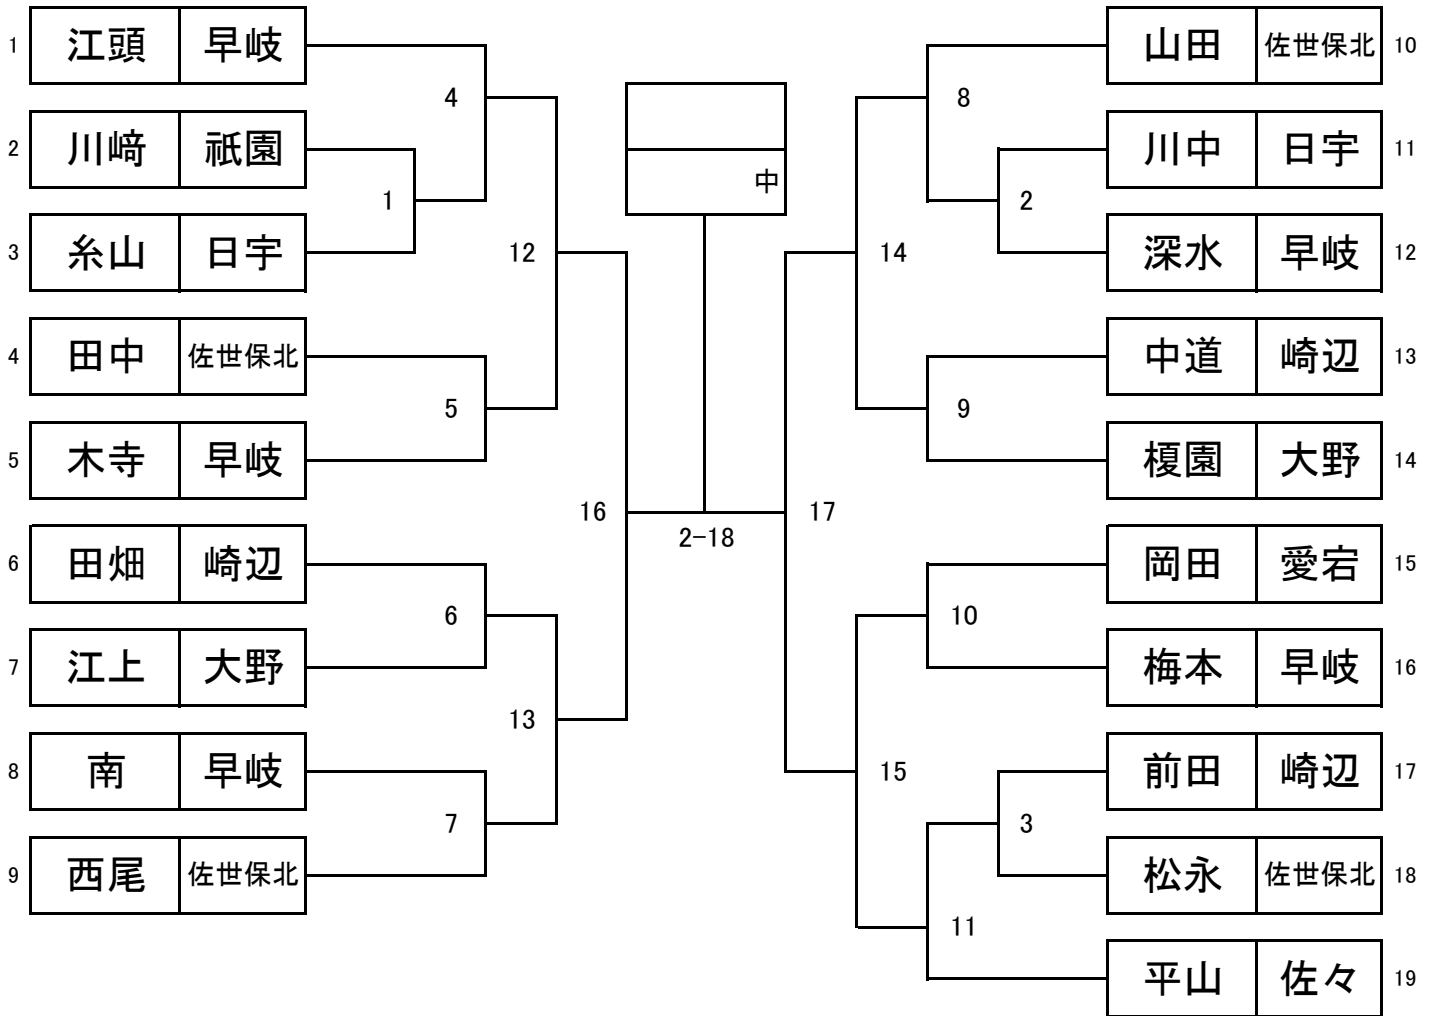 1 江頭 早岐
4
2 川﨑 祇園
1
3 糸山 日宇
12
4 田中 佐世保北
5
5 木寺 早岐
16
6 田畑 崎辺
6
7 江上 大野
13
8 南 早岐
7
9 西尾 佐世保北
中
2-18
山田 佐世保北 10
8
川中 日宇 11
2
深水 早岐 12
14
中道 崎辺 13
9
榎園 大野 14
17
岡田 愛宕 15
10
梅本 早岐 16
15
前田 崎辺 17
3
松永 佐世保北 18
11
平山 佐々 19